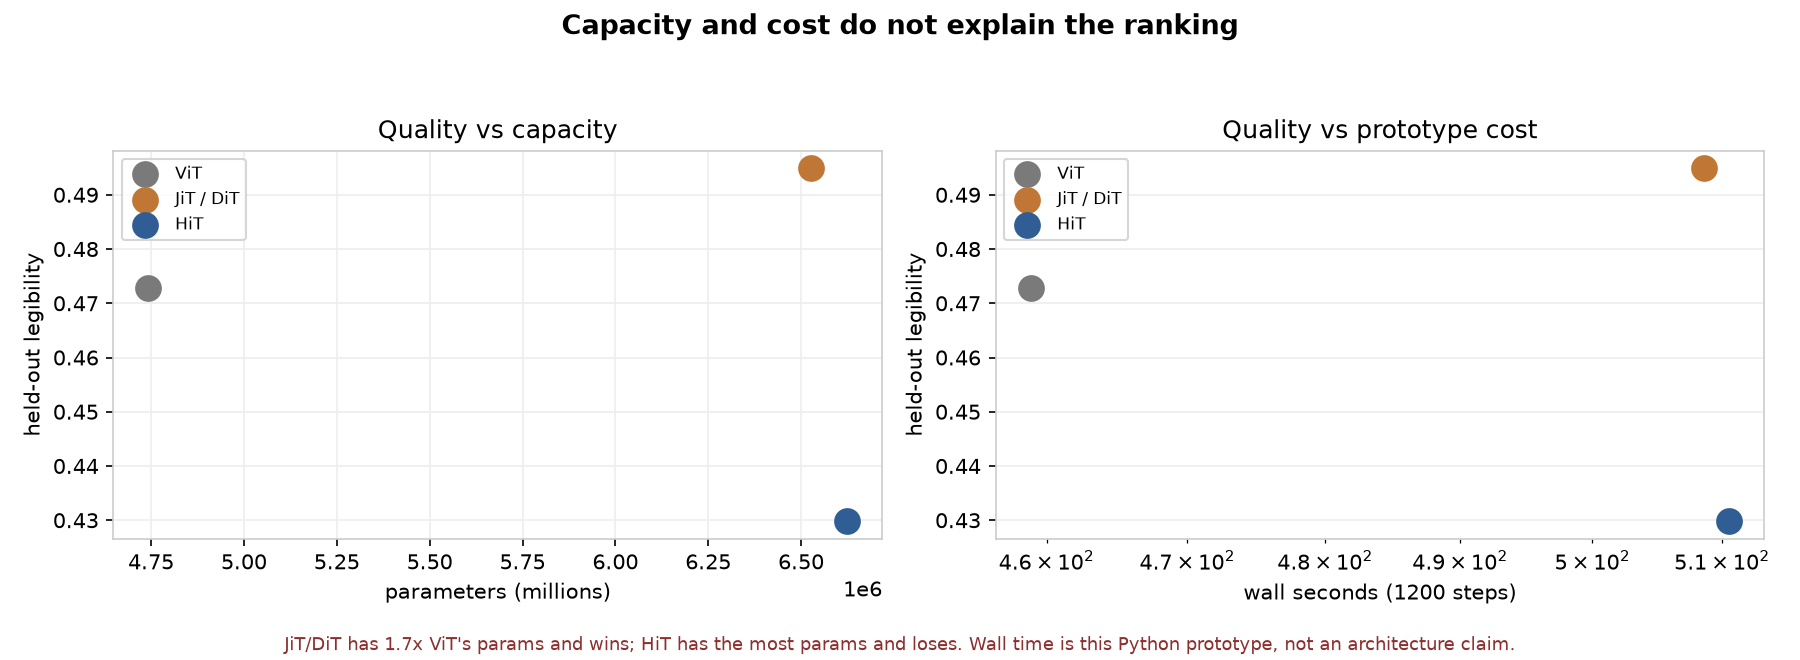 Capacity and cost do not explain the ranking
Quality vs capacity
ViT
JiT / DiT
HiT
held-out legibility
0.49
0.48
0.47
0.46
0.45
0.44
0.43
4.75 5.00 5.25 5.50 5.75 6.00 6.25 6.50
1e6
parameters (millions)
Quality vs prototype cost
ViT
JiT / DiT
HiT
held-out legibility
0.49
0.48
0.47
0.46
0.45
0.44
0.43
4.6 × 10² 4.7 × 10² 4.8 × 10² 4.9 × 10² 5 × 10² 5.1 × 10²
wall seconds (1200 steps)
JiT/DiT has 1.7x ViT's params and wins; HiT has the most params and loses. Wall time is this Python prototype, not an architecture claim.